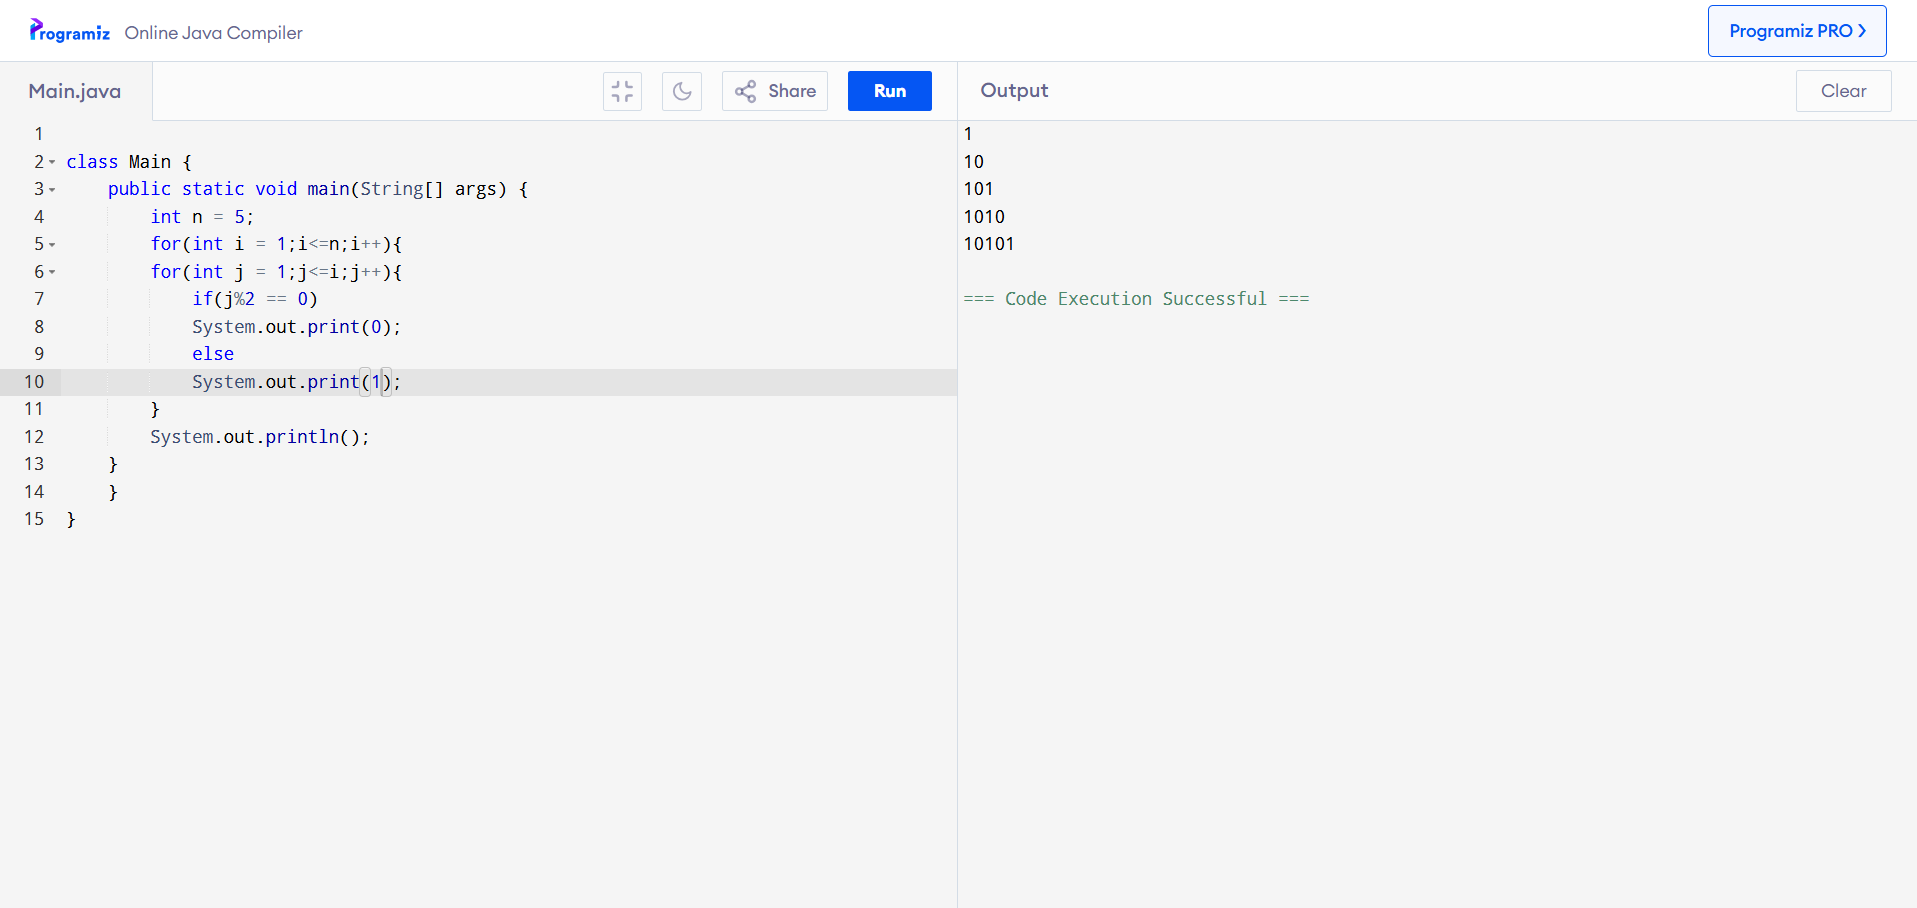 Programiz Online Java Compiler
Programiz PRO
Main.java
Share
Run
Output
Clear
1
2 class Main {
3 public static void main(String[] args) {
4 int n = 5;
5 for(int i = 1;i<=n;i++){
6 for(int j = 1;j<=i;j++){
7 if(j%2 == 0)
8 System.out.print(0);
9 else
10 System.out.print(1);
11 }
12 System.out.println();
13 }
14 }
15 }
1
10
101
1010
10101
=== Code Execution Successful ===